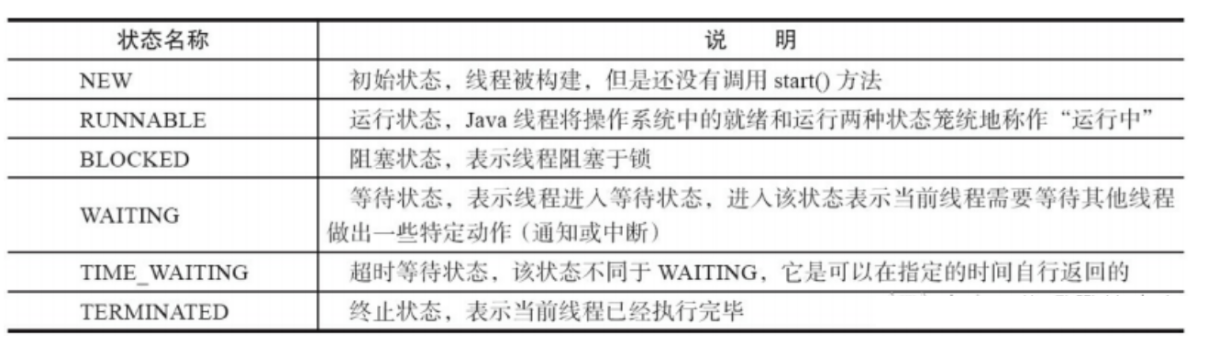 状态名称 说 明
NEW 初始状态，线程被构建，但是还没有调用 start() 方法
RUNNABLE 运行状态，Java 线程将操作系统中的就绪和运行两种状态笼统地称作“运行中”
BLOCKED 阻塞状态，表示线程阻塞于锁
WAITING 等待状态，表示线程进入等待状态，进入该状态表示当前线程需要等待其他线程
做出一些特定动作（通知或中断）
TIME_WAITING 超时等待状态，该状态不同于 WAITING，它是可以在指定的时间自行返回的
TERMINATED 终止状态，表示当前线程已经执行完毕